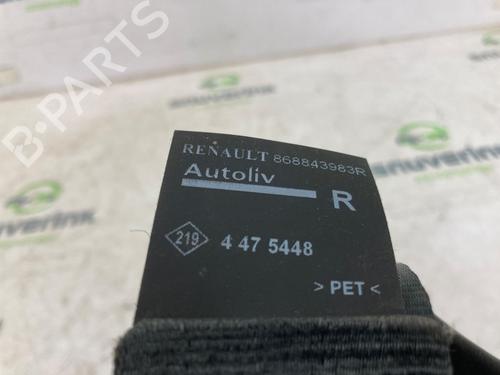 B-PARTS
RENAULT 868843983R
Autoliv
R
219
4 47 5448
> PET <